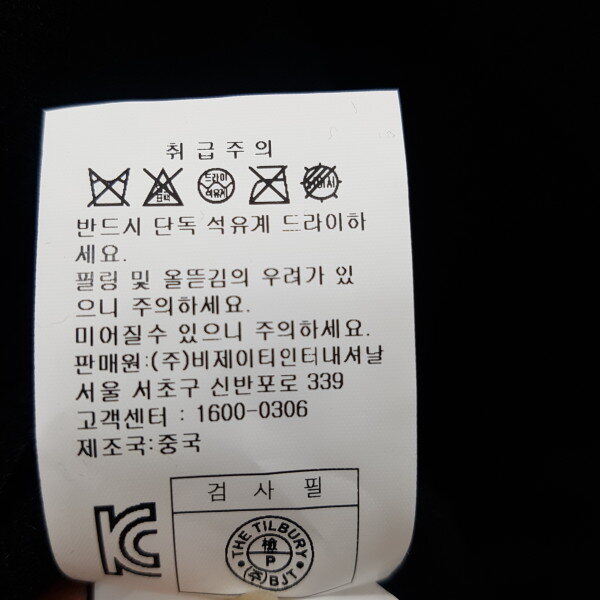 취급주의
드라이
석유계
반드시 단독 석유계 드라이하
세요.
필링 및 올뜯김의 우려가 있
으니 주의하세요.
미어질수 있으니 주의하세요.
판매원:(주)비제이티인터내셔날
서울 서초구 신반포로 339
고객센터 : 1600-0306
제조국:중국
검 사 필
THE TILBURY
檢
P
(주)BJT